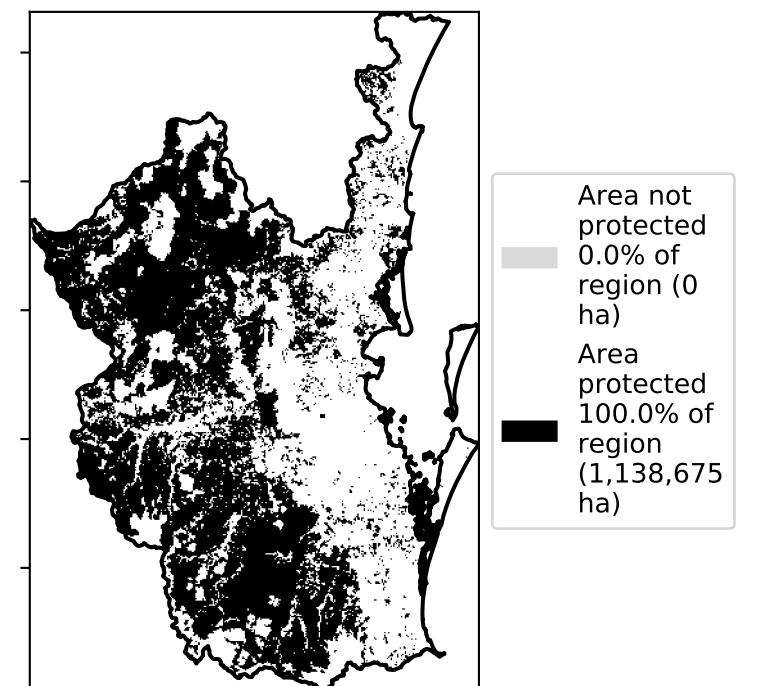 Area not
protected
0.0% of
region (0
ha)
Area
protected
100.0% of
region
(1,138,675
ha)